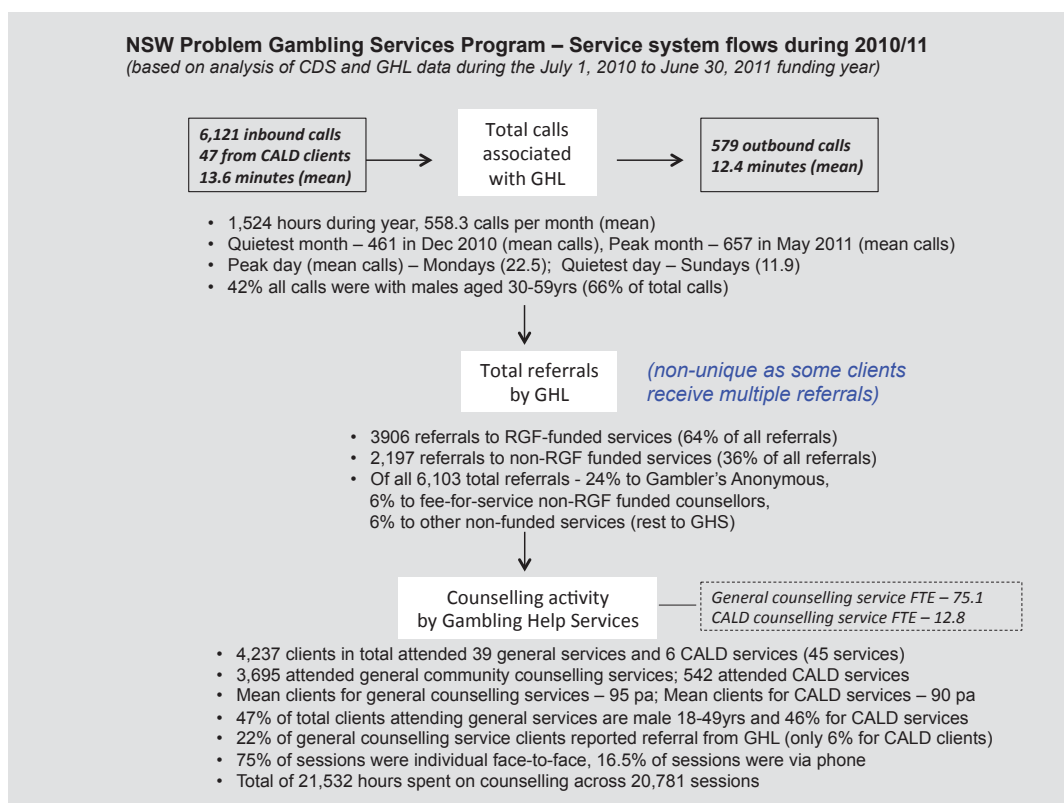 NSW Problem Gambling Services Program – Service system flows during 2010/11
(based on analysis of CDS and GHL data during the July 1, 2010 to June 30, 2011 funding year)
6,121 inbound calls
47 from CALD clients
13.6 minutes (mean)
Total calls
associated
with GHL
579 outbound calls
12.4 minutes (mean)
• 1,524 hours during year, 558.3 calls per month (mean)
• Quietest month – 461 in Dec 2010 (mean calls), Peak month – 657 in May 2011 (mean calls)
• Peak day (mean calls) – Mondays (22.5); Quietest day – Sundays (11.9)
• 42% all calls were with males aged 30-59yrs (66% of total calls)
Total referrals
by GHL
(non-unique as some clients
receive multiple referrals)
• 3906 referrals to RGF-funded services (64% of all referrals)
• 2,197 referrals to non-RGF funded services (36% of all referrals)
• Of all 6,103 total referrals - 24% to Gambler's Anonymous,
6% to fee-for-service non-RGF funded counsellors,
6% to other non-funded services (rest to GHS)
Counselling activity
by Gambling Help Services
General counselling service FTE – 75.1
CALD counselling service FTE – 12.8
• 4,237 clients in total attended 39 general services and 6 CALD services (45 services)
• 3,695 attended general community counselling services; 542 attended CALD services
• Mean clients for general counselling services – 95 pa; Mean clients for CALD services – 90 pa
• 47% of total clients attending general services are male 18-49yrs and 46% for CALD services
• 22% of general counselling service clients reported referral from GHL (only 6% for CALD clients)
• 75% of sessions were individual face-to-face, 16.5% of sessions were via phone
• Total of 21,532 hours spent on counselling across 20,781 sessions